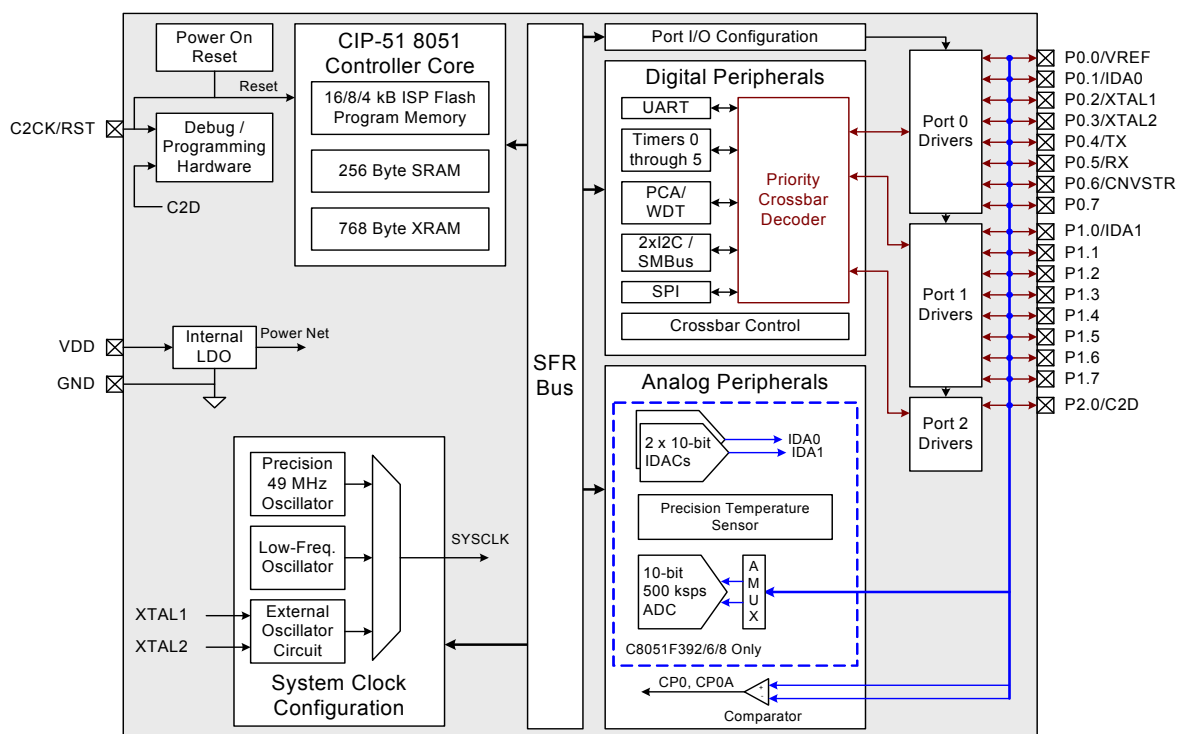 Power On
Reset
Reset
C2CK/RST
Debug /
Programming
Hardware
C2D
CIP-51 8051
Controller Core
16/8/4 kB ISP Flash
Program Memory
256 Byte SRAM
768 Byte XRAM
VDD
Internal
LDO
Power Net
GND
Precision
49 MHz
Oscillator
Low-Freq.
Oscillator
External
Oscillator
Circuit
XTAL1
XTAL2
SYSCLK
System Clock
Configuration
SFR
Bus
Port I/O Configuration
Digital Peripherals
UART
Timers 0
through 5
PCA/
WDT
2xI2C /
SMBus
SPI
Priority
Crossbar
Decoder
Crossbar Control
Analog Peripherals
2 x 10-bit
IDACs
IDA0
IDA1
Precision Temperature
Sensor
10-bit
500 ksps
ADC
A
M
U
X
C8051F392/6/8 Only
CP0, CP0A
+
-
Comparator
Port 0
Drivers
Port 1
Drivers
Port 2
Drivers
P0.0/VREF
P0.1/IDA0
P0.2/XTAL1
P0.3/XTAL2
P0.4/TX
P0.5/RX
P0.6/CNVSTR
P0.7
P1.0/IDA1
P1.1
P1.2
P1.3
P1.4
P1.5
P1.6
P1.7
P2.0/C2D